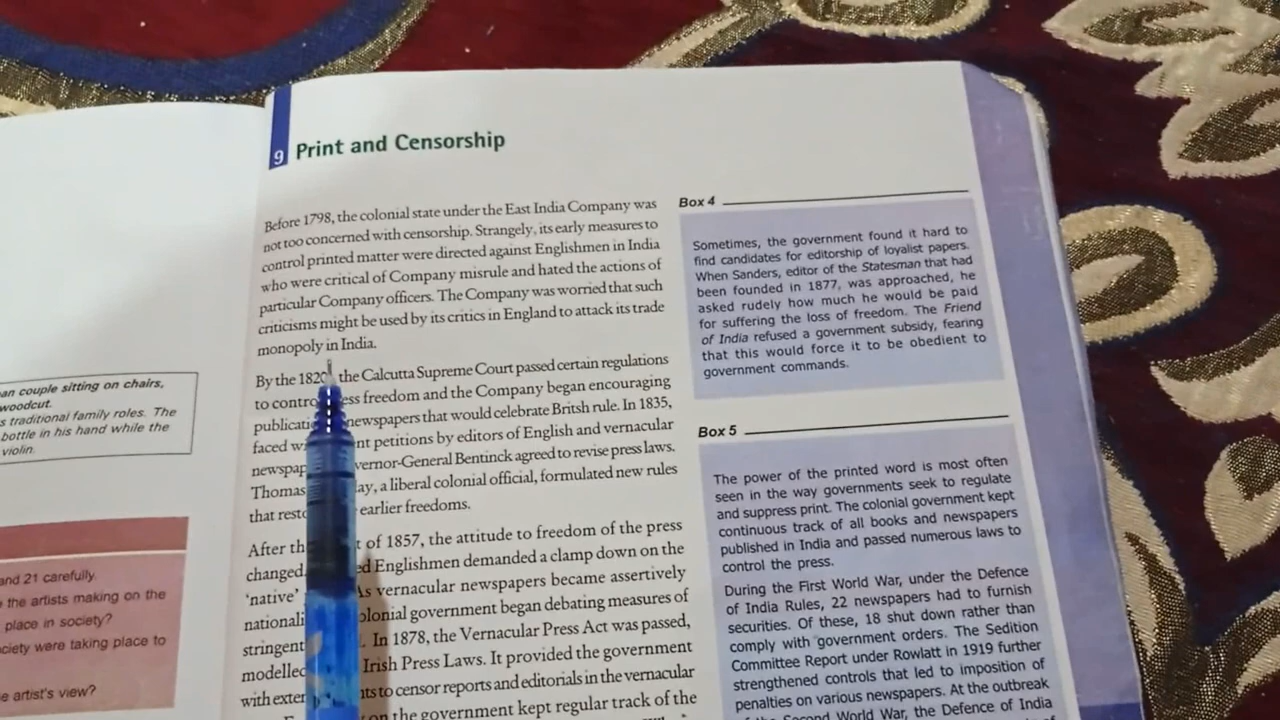 9 Print and Censorship
Before 1798, the colonial state under the East India Company was
not too concerned with censorship. Strangely, its early measures to
control printed matter were directed against Englishmen in India
who were critical of Company misrule and hated the actions of
particular Company officers. The Company was worried that such
criticisms might be used by its critics in England to attack its trade
monopoly in India.
By the 1820 the Calcutta Supreme Court passed certain regulations
to contro ess freedom and the Company began encouraging
publicati newspapers that would celebrate Britsh rule. In 1835,
faced w nt petitions by editors of English and vernacular
newspap vernor-General Bentinck agreed to revise press laws.
Thomas ay, a liberal colonial official, formulated new rules
that rest earlier freedoms.
After th t of 1857, the attitude to freedom of the press
changed. ed Englishmen demanded a clamp down on the
'native' As vernacular newspapers became assertively
nationali olonial government began debating measures of
stringent . In 1878, the Vernacular Press Act was passed,
modelled Irish Press Laws. It provided the government
with exten ts to censor reports and editorials in the vernacular
on the government kept regular track of the
Box 4
Sometimes, the government found it hard to
find candidates for editorship of loyalist papers.
When Sanders, editor of the Statesman that had
been founded in 1877, was approached, he
asked rudely how much he would be paid
for suffering the loss of freedom. The Friend
of India refused a government subsidy, fearing
that this would force it to be obedient to
government commands.
Box 5
The power of the printed word is most often
seen in the way governments seek to regulate
and suppress print. The colonial government kept
continuous track of all books and newspapers
published in India and passed numerous laws to
control the press.
During the First World War, under the Defence
of India Rules, 22 newspapers had to furnish
securities. Of these, 18 shut down rather than
comply with government orders. The Sedition
Committee Report under Rowlatt in 1919 further
strengthened controls that led to imposition of
penalties on various newspapers. At the outbreak
of the Second World War, the Defence of India
an couple sitting on chairs,
woodcut.
s traditional family roles. The
bottle in his hand while the
violin.
and 21 carefully.
the artists making on the
place in society?
ciety were taking place to
e artist's view?